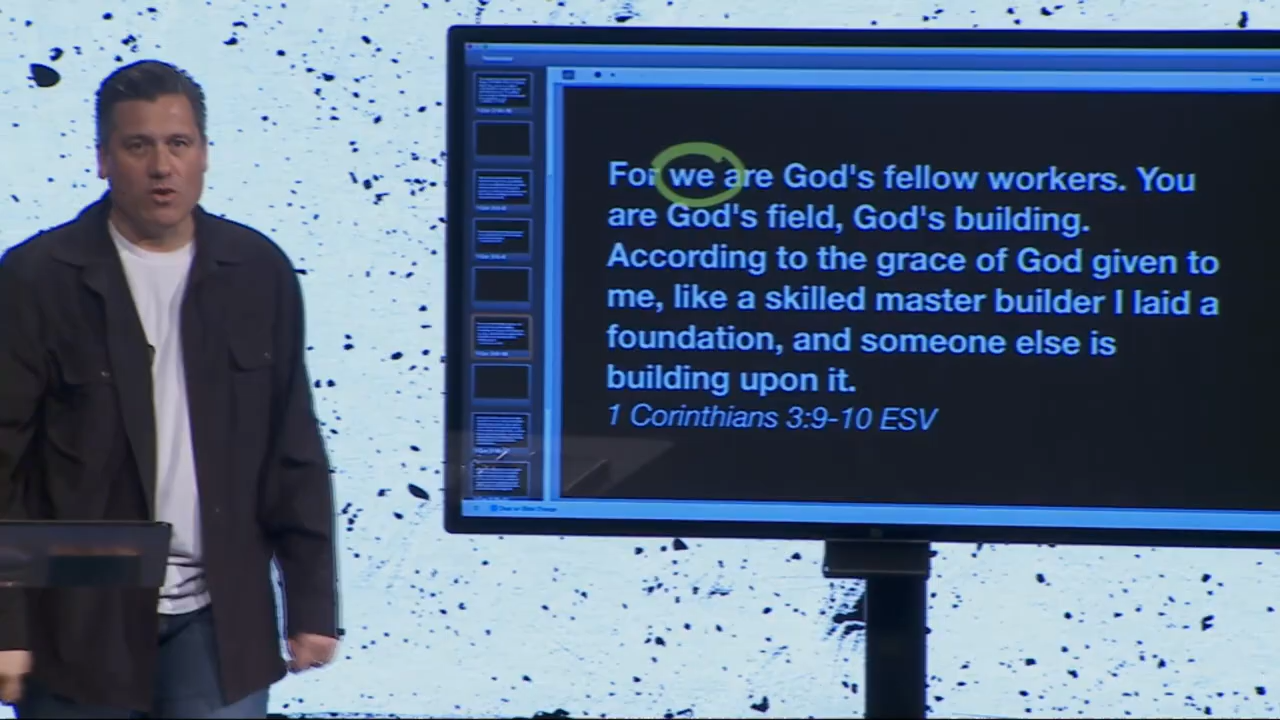 For we are God's fellow workers. You
are God's field, God's building.
According to the grace of God given to
me, like a skilled master builder I laid a
foundation, and someone else is
building upon it.
1 Corinthians 3:9-10 ESV